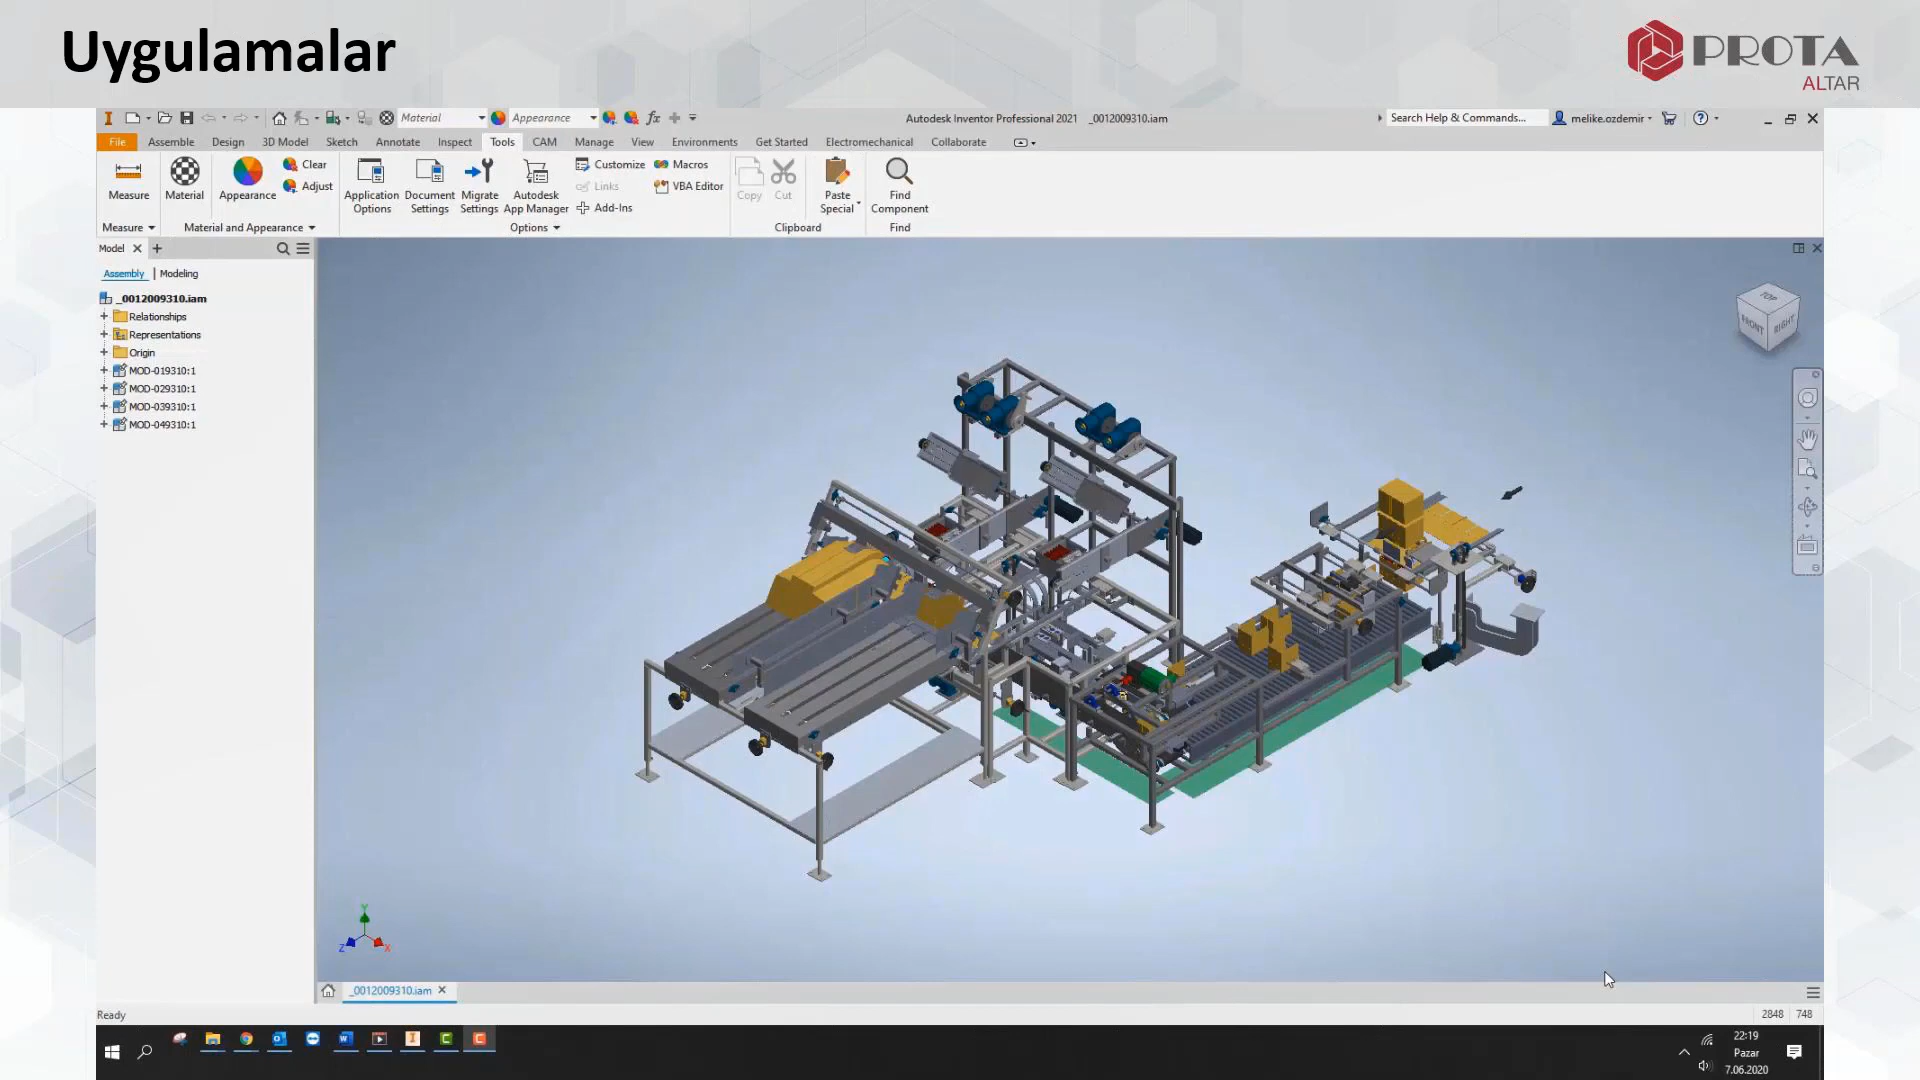 Uygulamalar
PROTA
ALTAR
Material
Appearance
Autodesk Inventor Professional 2021 _0012009310.iam
Search Help & Commands...
melike.ozdemir
File Assemble Design 3D Model Sketch Annotate Inspect Tools CAM Manage View Environments Get Started Electromechanical Collaborate
Measure
Material
Appearance
Clear
Adjust
Application Options
Document Settings
Migrate Settings
Autodesk App Manager
Customize
Links
Add-Ins
Macros
VBA Editor
Copy
Cut
Paste Special
Find Component
Measure
Material and Appearance
Options
Clipboard
Find
Model
Assembly | Modeling
_0012009310.iam
Relationships
Representations
Origin
MOD-019310:1
MOD-029310:1
MOD-039310:1
MOD-049310:1
TOP
FRONT
RIGHT
Y
Z
X
_0012009310.iam
Ready
2848 748
22:19
Pazar
7.06.2020